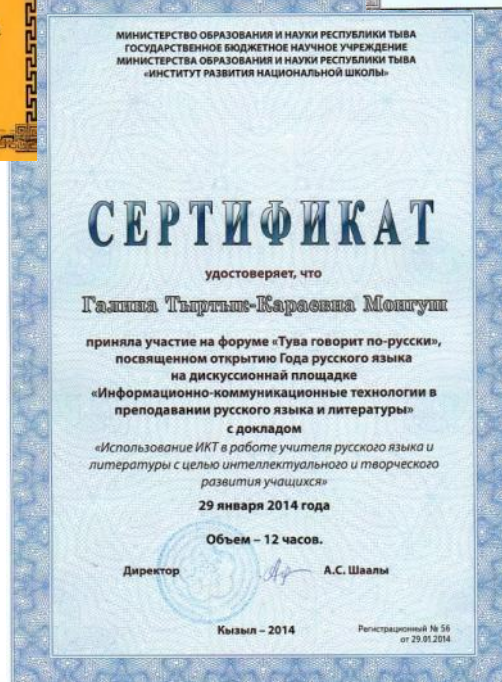 МИНИСТЕРСТВО ОБРАЗОВАНИЯ И НАУКИ РЕСПУБЛИКИ ТЫВА
ГОСУДАРСТВЕННОЕ БЮДЖЕТНОЕ НАУЧНОЕ УЧРЕЖДЕНИЕ
МИНИСТЕРСТВА ОБРАЗОВАНИЯ И НАУКИ РЕСПУБЛИКИ ТЫВА
«ИНСТИТУТ РАЗВИТИЯ НАЦИОНАЛЬНОЙ ШКОЛЫ»
СЕРТИФИКАТ
удостоверяет, что
Галина Тыртык-Караевна Монгуш
приняла участие на форуме «Тува говорит по-русски»,
посвященном открытию Года русского языка
на дискуссионнай площадке
«Информационно-коммуникационные технологии в
преподавании русского языка и литературы»
с докладом
«Использование ИКТ в работе учителя русского языка и
литературы с целью интеллектуального и творческого
развития учащихся»
29 января 2014 года
Объем – 12 часов.
Директор А.С. Шаалы
Кызыл – 2014
Регистрационный № 56
от 29.01.2014